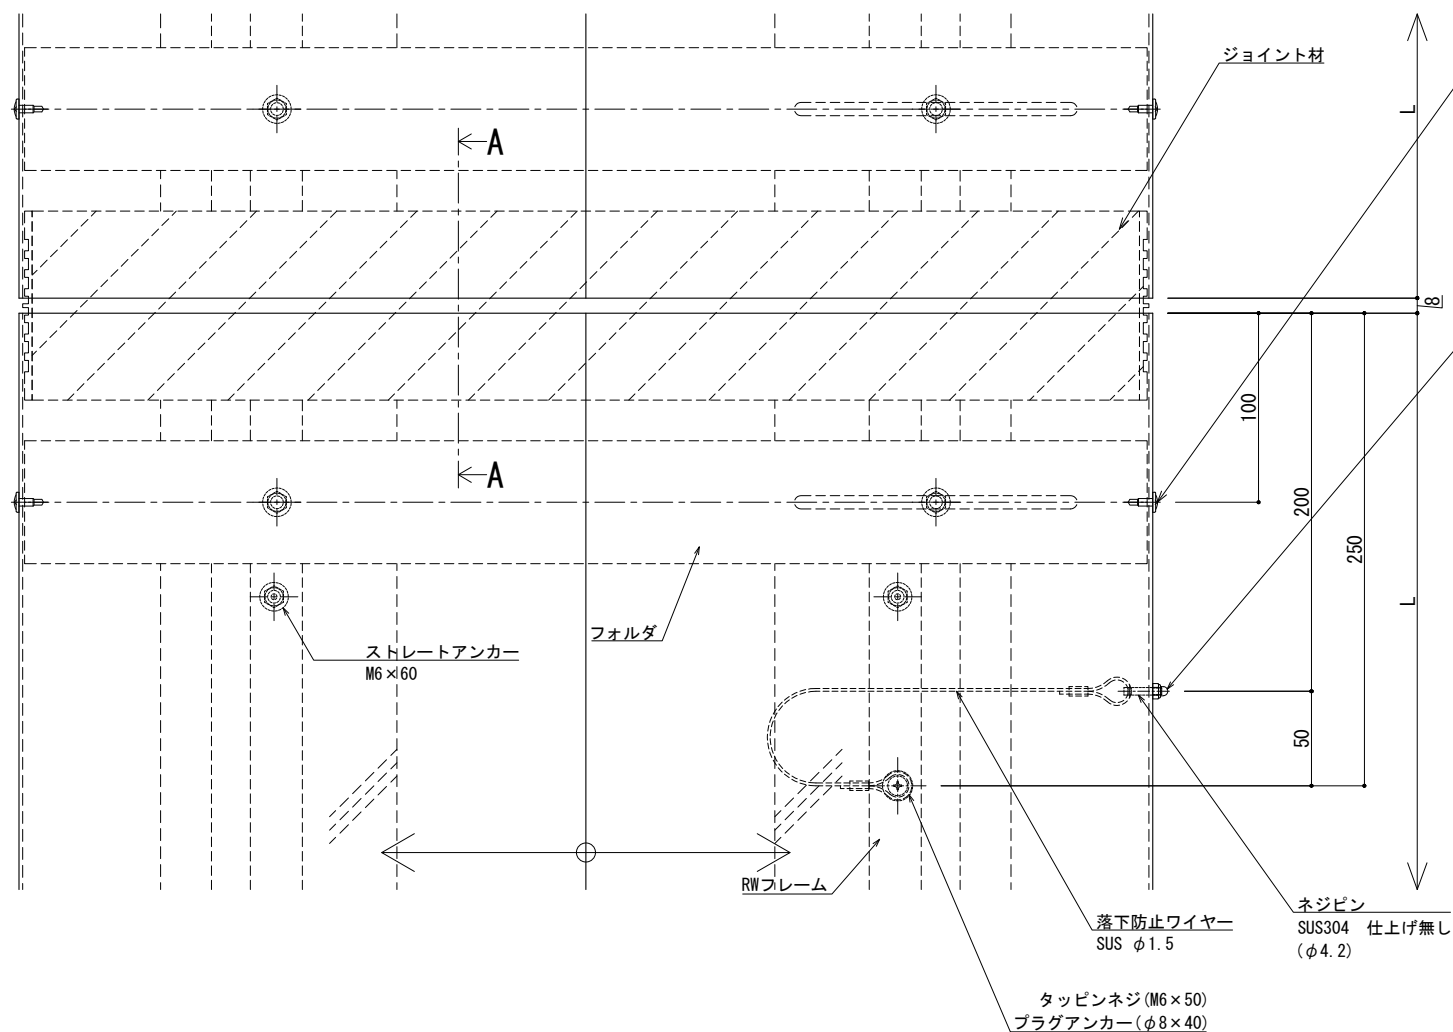 ジョイント材
L
A
8
100
A
200
250
フォルダ
L
ストレートアンカー
M6×60
50
RWフレーム
ネジピン
SUS304 仕上げ無し
(φ4.2)
落下防止ワイヤー
SUS φ1.5
タッピンネジ(M6×50)
プラグアンカー(φ8×40)